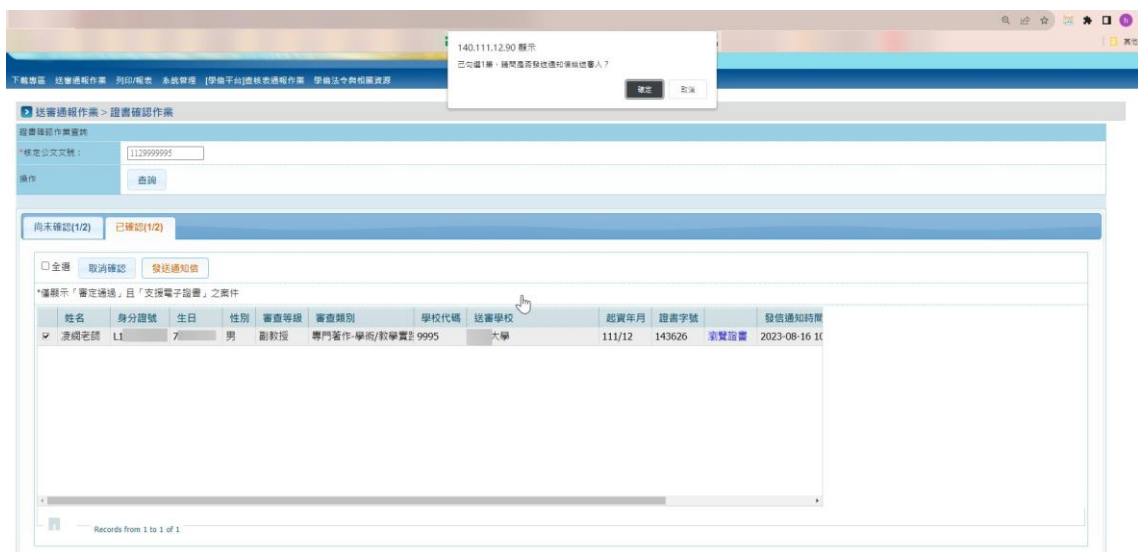 其他
140.111.12.90 顯示
已勾選1筆，請問是否發送通知信給送審人？
確定 取消
下載專區 送審通報作業 列印/報表 系統管理 [學倫平台]查核表通報作業 學倫法令與相關資源
送審通報作業 > 證書確認作業
證書確認作業查詢
*核定公文文號：
1129999995
操作
查詢
尚未確認(1/2) 已確認(1/2)
全選 取消確認 發送通知信
*僅顯示「審定通過」且「支援電子證書」之案件
姓名 身分證號 生日 性別 審查等級 審查類別 學校代碼 送審學校 起資年月 證書字號 發信通知時間
老師 L1 7 男 副教授 專門著作-學術/教學實 9995 大學 111/12 143626 瀏覽證書 2023-08-16 10
Records from 1 to 1 of 1